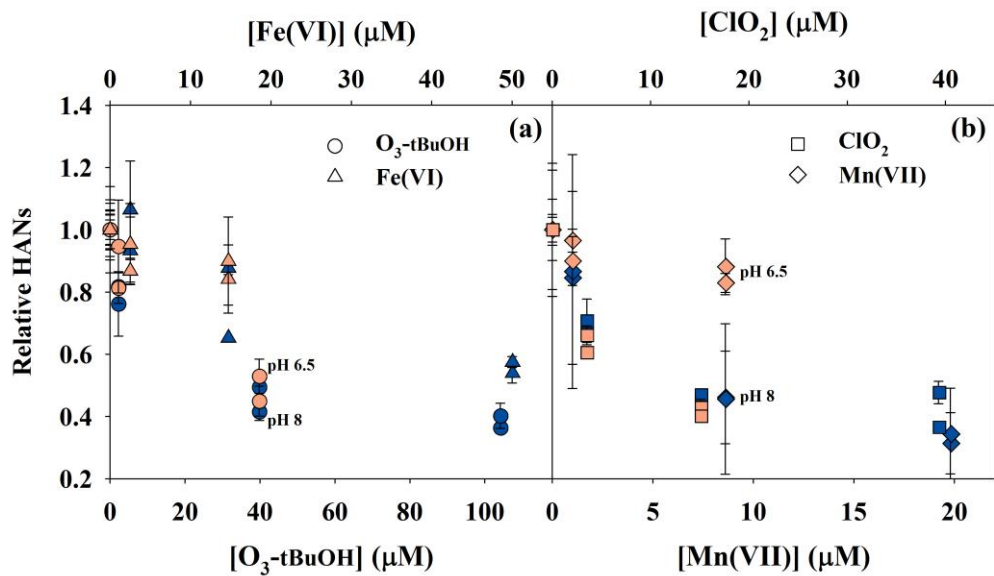 [Fe(VI)] (μM)
[ClO₂] (μM)
0 10 20 30 40 50
0 10 20 30 40
Relative HANs
1.4
1.2
1.0
0.8
0.6
0.4
0.2
(a)
O₃-tBuOH
Fe(VI)
pH 6.5
pH 8
(b)
ClO₂
Mn(VII)
pH 6.5
pH 8
0 20 40 60 80 100
0 5 10 15 20
[O₃-tBuOH] (μM)
[Mn(VII)] (μM)